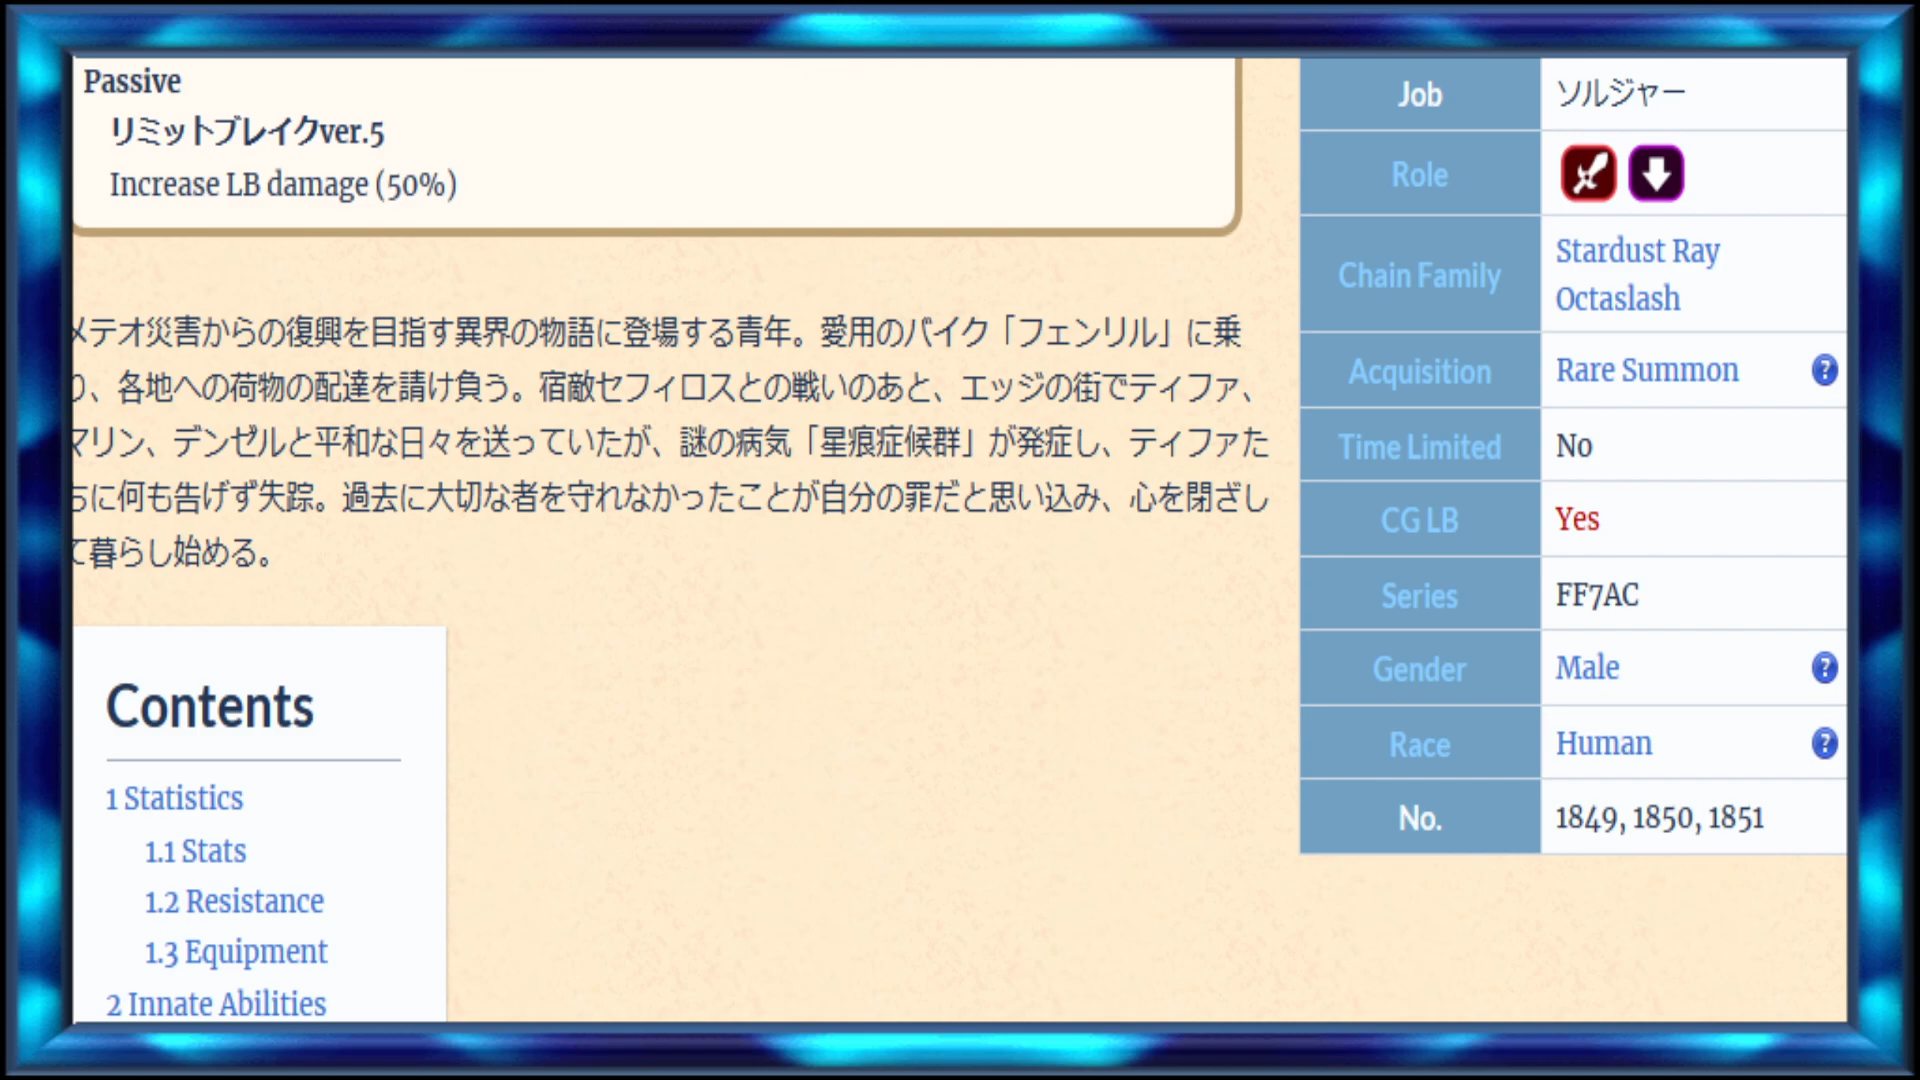 Passive
リミットブレイクver.5
Increase LB damage (50%)
メテオ災害からの復興を目指す異界の物語に登場する青年。愛用のバイク「フェンリル」に乗
り、各地への荷物の配達を請け負う。宿敵セフィロスとの戦いのあと、エッジの街でティファ、
マリン、デンゼルと平和な日々を送っていたが、謎の病気「星痕症候群」が発症し、ティファた
ちに何も告げず失踪。過去に大切な者を守れなかったことが自分の罪だと思い込み、心を閉ざし
て暮らし始める。
Contents
1 Statistics
1.1 Stats
1.2 Resistance
1.3 Equipment
2 Innate Abilities
Job ソルジャー
Role
Chain Family Stardust Ray
Octaslash
Acquisition Rare Summon ?
Time Limited No
CG LB Yes
Series FF7AC
Gender Male ?
Race Human ?
No. 1849, 1850, 1851